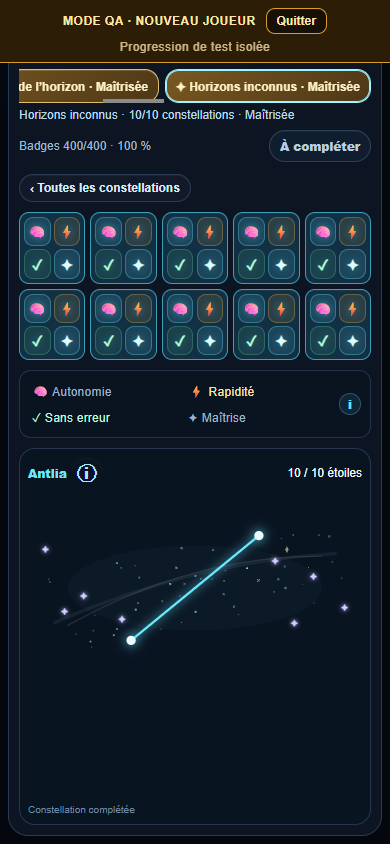 MODE QA · NOUVEAU JOUEUR Quitter
Progression de test isolée
de l'horizon · Maîtrisée ✦ Horizons inconnus · Maîtrisée
Horizons inconnus · 10/10 constellations · Maîtrisée
Badges 400/400 · 100 % À compléter
‹ Toutes les constellations
Autonomie Rapidité
✓ Sans erreur ✦ Maîtrise
i
Antlia i 10 / 10 étoiles
Constellation complétée